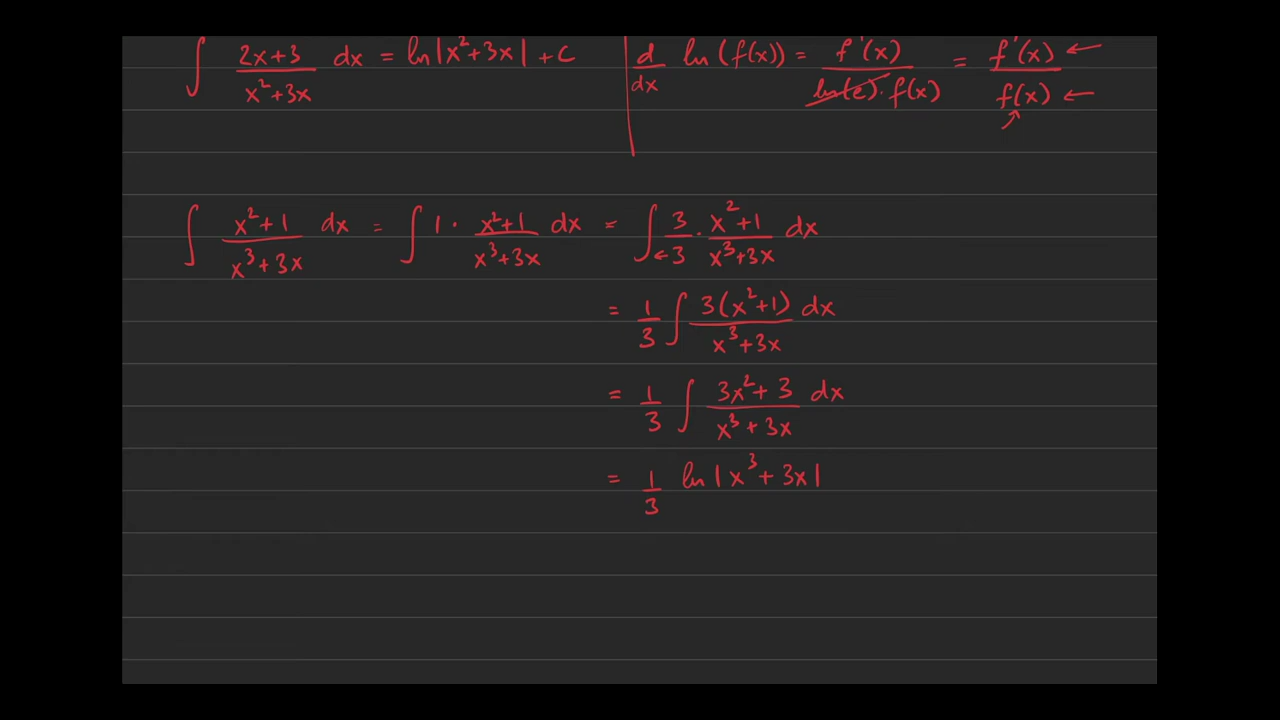 ∫ (2x+3)/(x²+3x) dx = ln|x²+3x| + C | d/dx ln(f(x)) = f'(x)/(ln(e)·f(x)) = f'(x)/f(x) ← ← ↑
∫ (x²+1)/(x³+3x) dx = ∫ 1 · (x²+1)/(x³+3x) dx = ∫ 3/←3 · (x²+1)/(x³+3x) dx
= 1/3 ∫ 3(x²+1)/(x³+3x) dx
= 1/3 ∫ (3x²+3)/(x³+3x) dx
= 1/3 ln|x³+3x|